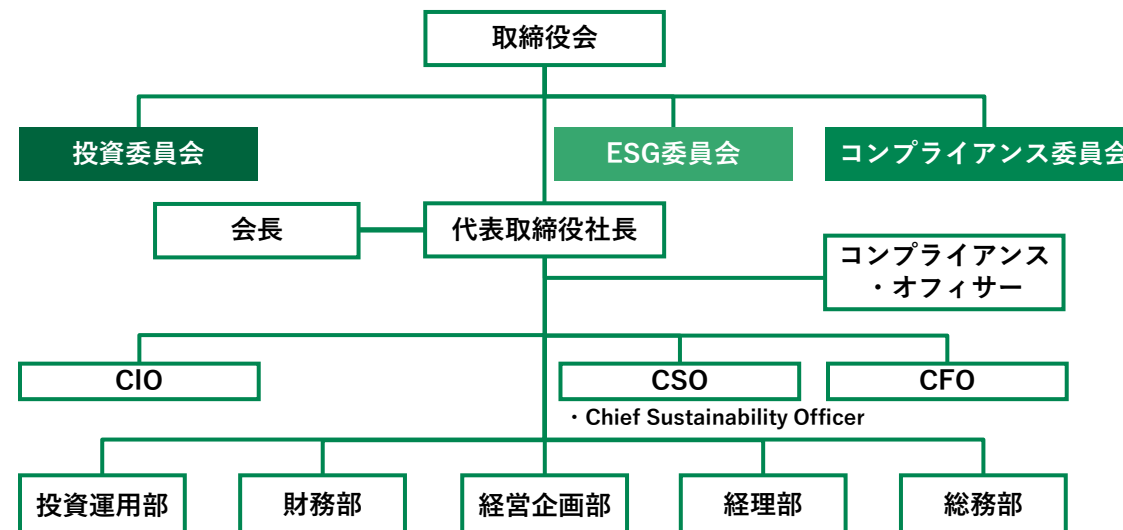 取締役会
投資委員会
ESG委員会
コンプライアンス委員会
会長
代表取締役社長
コンプライアンス
・オフィサー
CIO
CSO
CFO
・Chief Sustainability Officer
投資運用部
財務部
経営企画部
経理部
総務部